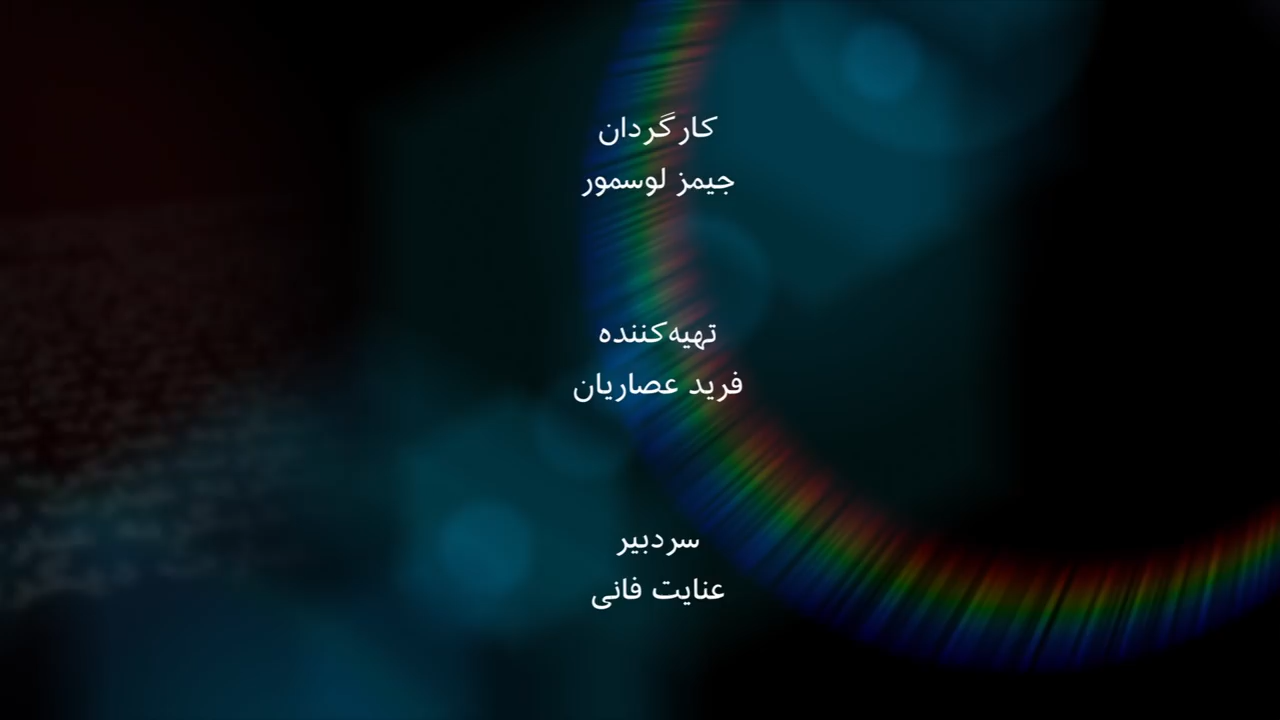 کارگردان
جیمز لوسمور
تهیه‌کننده
فرید عصاریان
سردبیر
عنایت فانی